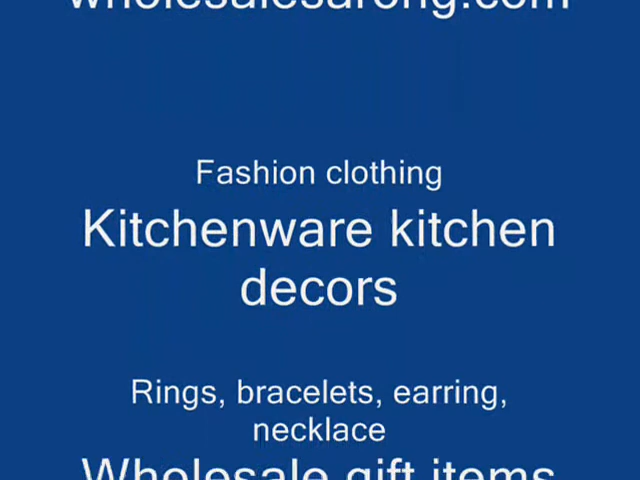 wholesalesarong.com
Fashion clothing
Kitchenware kitchen
decors
Rings, bracelets, earring,
necklace
Wholesale gift items